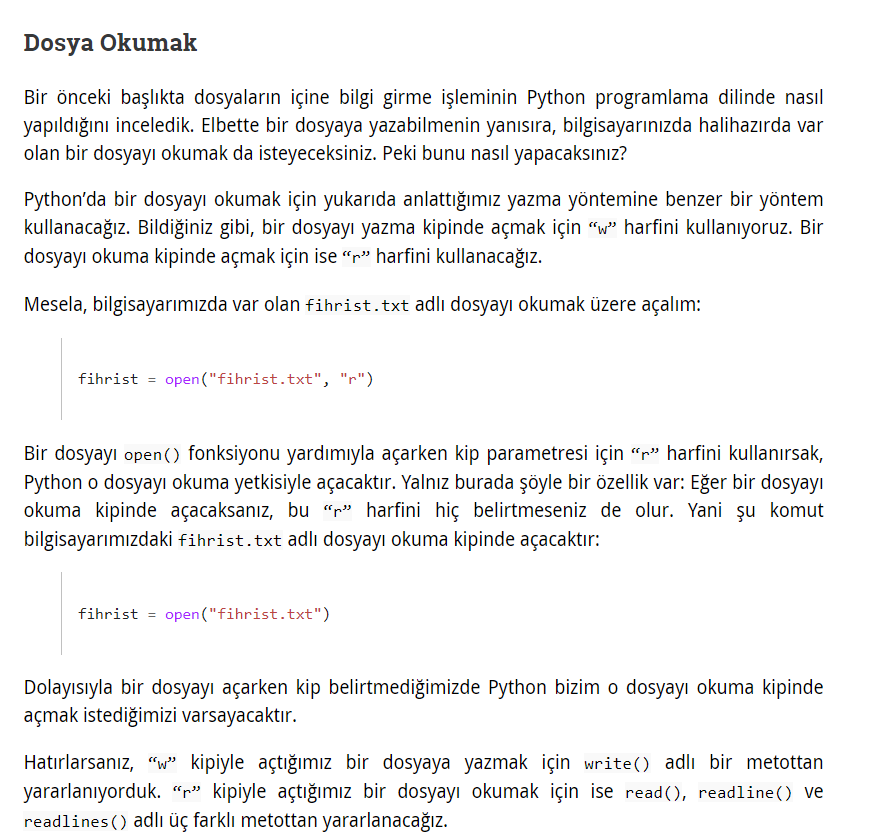 Dosya Okumak
Bir önceki başlıkta dosyaların içine bilgi girme işleminin Python programlama dilinde nasıl
yapıldığını inceledik. Elbette bir dosyaya yazabilmenin yanısıra, bilgisayarınızda halihazırda var
olan bir dosyayı okumak da isteyeceksiniz. Peki bunu nasıl yapacaksınız?
Python’da bir dosyayı okumak için yukarıda anlattığımız yazma yöntemine benzer bir yöntem
kullanacağız. Bildiğiniz gibi, bir dosyayı yazma kipinde açmak için “w” harfini kullanıyoruz. Bir
dosyayı okuma kipinde açmak için ise “r” harfini kullanacağız.
Mesela, bilgisayarımızda var olan fihrist.txt adlı dosyayı okumak üzere açalım:
fihrist = open("fihrist.txt", "r")
Bir dosyayı open() fonksiyonu yardımıyla açarken kip parametresi için “r” harfini kullanırsak,
Python o dosyayı okuma yetkisiyle açacaktır. Yalnız burada şöyle bir özellik var: Eğer bir dosyayı
okuma kipinde açacaksanız, bu “r” harfini hiç belirtmeseniz de olur. Yani şu komut
bilgisayarımızdaki fihrist.txt adlı dosyayı okuma kipinde açacaktır:
fihrist = open("fihrist.txt")
Dolayısıyla bir dosyayı açarken kip belirtmediğimizde Python bizim o dosyayı okuma kipinde
açmak istediğimizi varsayacaktır.
Hatırlarsanız, “w” kipiyle açtığımız bir dosyaya yazmak için write() adlı bir metottan
yararlanıyorduk. “r” kipiyle açtığımız bir dosyayı okumak için ise read(), readline() ve
readlines() adlı üç farklı metottan yararlanacağız.